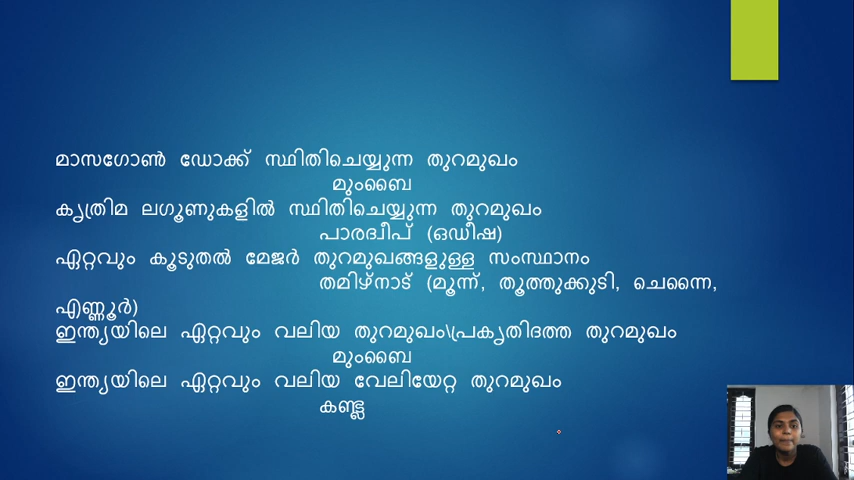 മാസഗോൺ ഡോക്ക് സ്ഥിതിചെയ്യുന്ന തുറമുഖം
മുംബൈ
കൃത്രിമ ലഗൂണുകളിൽ സ്ഥിതിചെയ്യുന്ന തുറമുഖം
പാരദ്വീപ് (ഒഡീഷ)
ഏറ്റവും കൂടുതൽ മേജർ തുറമുഖങ്ങളുള്ള സംസ്ഥാനം
തമിഴ്നാട് (മൂന്ന്, തൂത്തുക്കുടി, ചെന്നൈ,
എണ്ണൂർ)
ഇന്ത്യയിലെ ഏറ്റവും വലിയ തുറമുഖം\പ്രകൃതിദത്ത തുറമുഖം
മുംബൈ
ഇന്ത്യയിലെ ഏറ്റവും വലിയ വേലിയേറ്റ തുറമുഖം
കണ്ട്ല